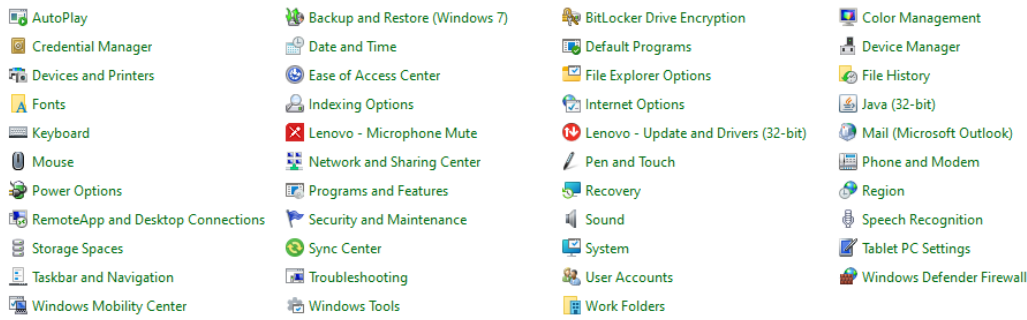 AutoPlay
Backup and Restore (Windows 7)
BitLocker Drive Encryption
Color Management
Credential Manager
Date and Time
Default Programs
Device Manager
Devices and Printers
Ease of Access Center
File Explorer Options
File History
Fonts
Indexing Options
Internet Options
Java (32-bit)
Keyboard
Lenovo - Microphone Mute
Lenovo - Update and Drivers (32-bit)
Mail (Microsoft Outlook)
Mouse
Network and Sharing Center
Pen and Touch
Phone and Modem
Power Options
Programs and Features
Recovery
Region
RemoteApp and Desktop Connections
Security and Maintenance
Sound
Speech Recognition
Storage Spaces
Sync Center
System
Tablet PC Settings
Taskbar and Navigation
Troubleshooting
User Accounts
Windows Defender Firewall
Windows Mobility Center
Windows Tools
Work Folders